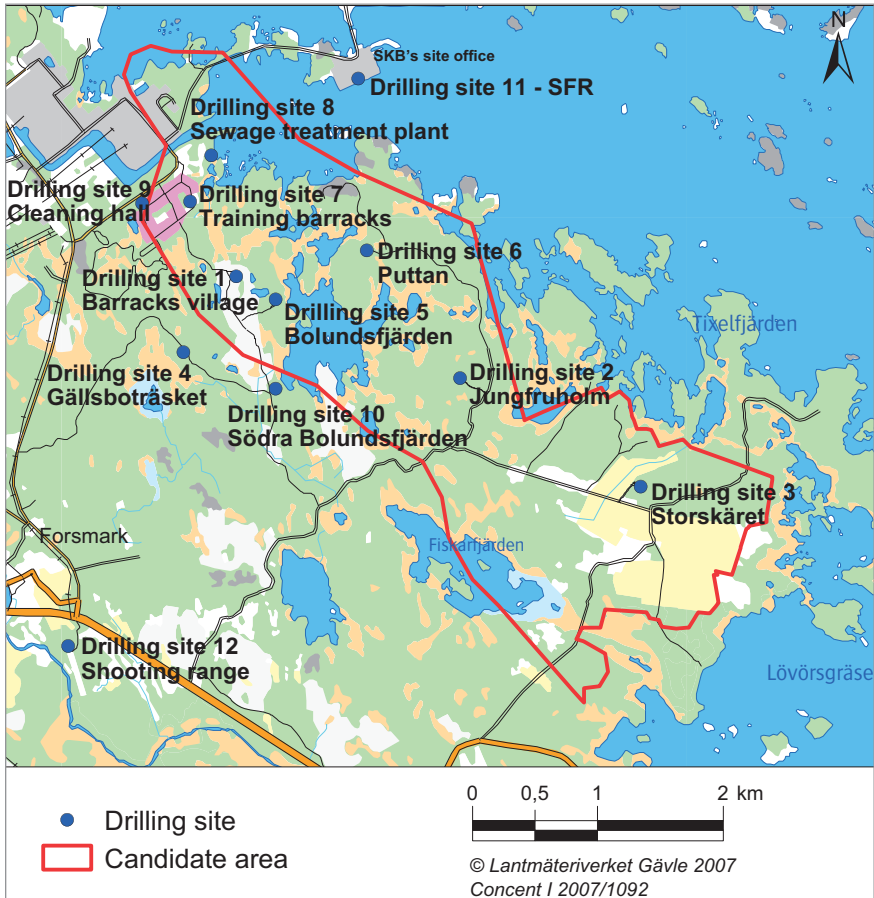 N
SKB's site office
Drilling site 11 - SFR
Drilling site 8
Sewage treatment plant
Drilling site 9
Cleaning hall
Drilling site 7
Training barracks
Drilling site 6
Puttan
Drilling site 1
Barracks village
Drilling site 5
Bolundsfjärden
Tixelfjärden
Drilling site 4
Gällsboträsket
Drilling site 2
Jungfruholm
Drilling site 10
Södra Bolundsfjärden
Drilling site 3
Storskäret
Forsmark
Fiskarfjärden
Drilling site 12
Shooting range
Lövörsgräse
Drilling site
Candidate area
0 0,5 1 2 km
© Lantmäteriverket Gävle 2007
Concent I 2007/1092